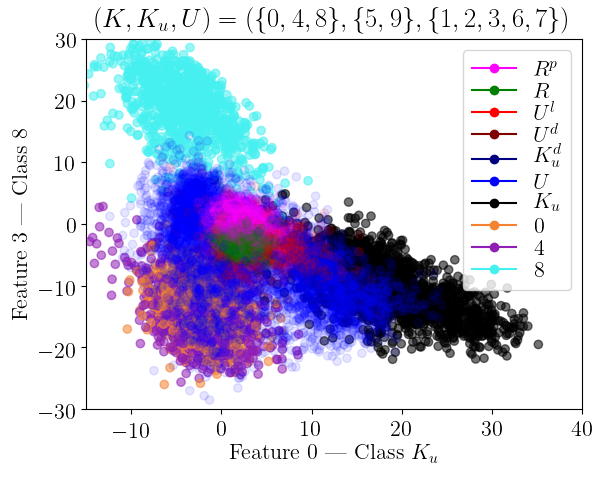 (K, K_u, U) = ({0, 4, 8}, {5, 9}, {1, 2, 3, 6, 7})
30
20
10
0
−10
−20
−30
Feature 3 — Class 8
R^p
R
U^l
U^d
K_u^d
U
K_u
0
4
8
−10
0
10
20
30
40
Feature 0 — Class K_u